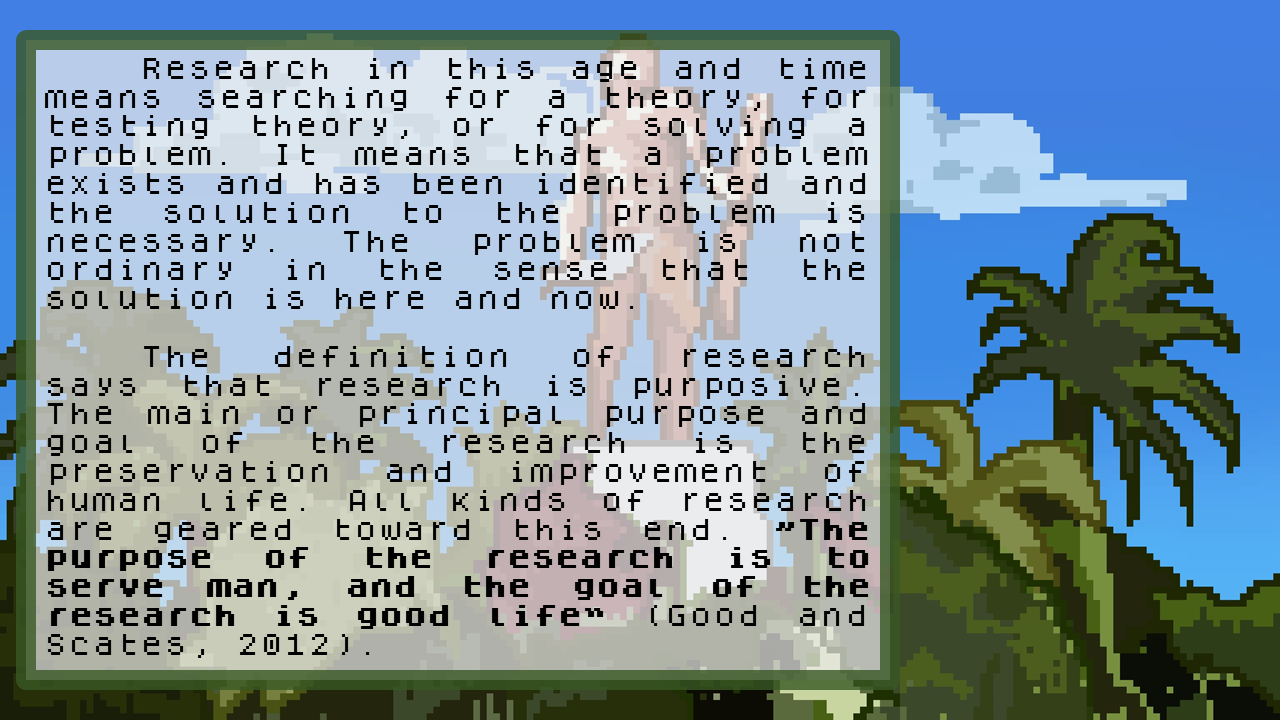 Research in this age and time
means searching for a theory, for
testing theory, or for solving a
problem. It means that a problem
exists and has been identified and
the solution to the problem is
necessary. The problem is not
ordinary in the sense that the
solution is here and now.
The definition of research
says that research is purposive.
The main or principal purpose and
goal of the research is the
preservation and improvement of
human life. All kinds of research
are geared toward this end. "The
purpose of the research is to
serve man, and the goal of the
research is good life" (Good and
Scates, 2012).